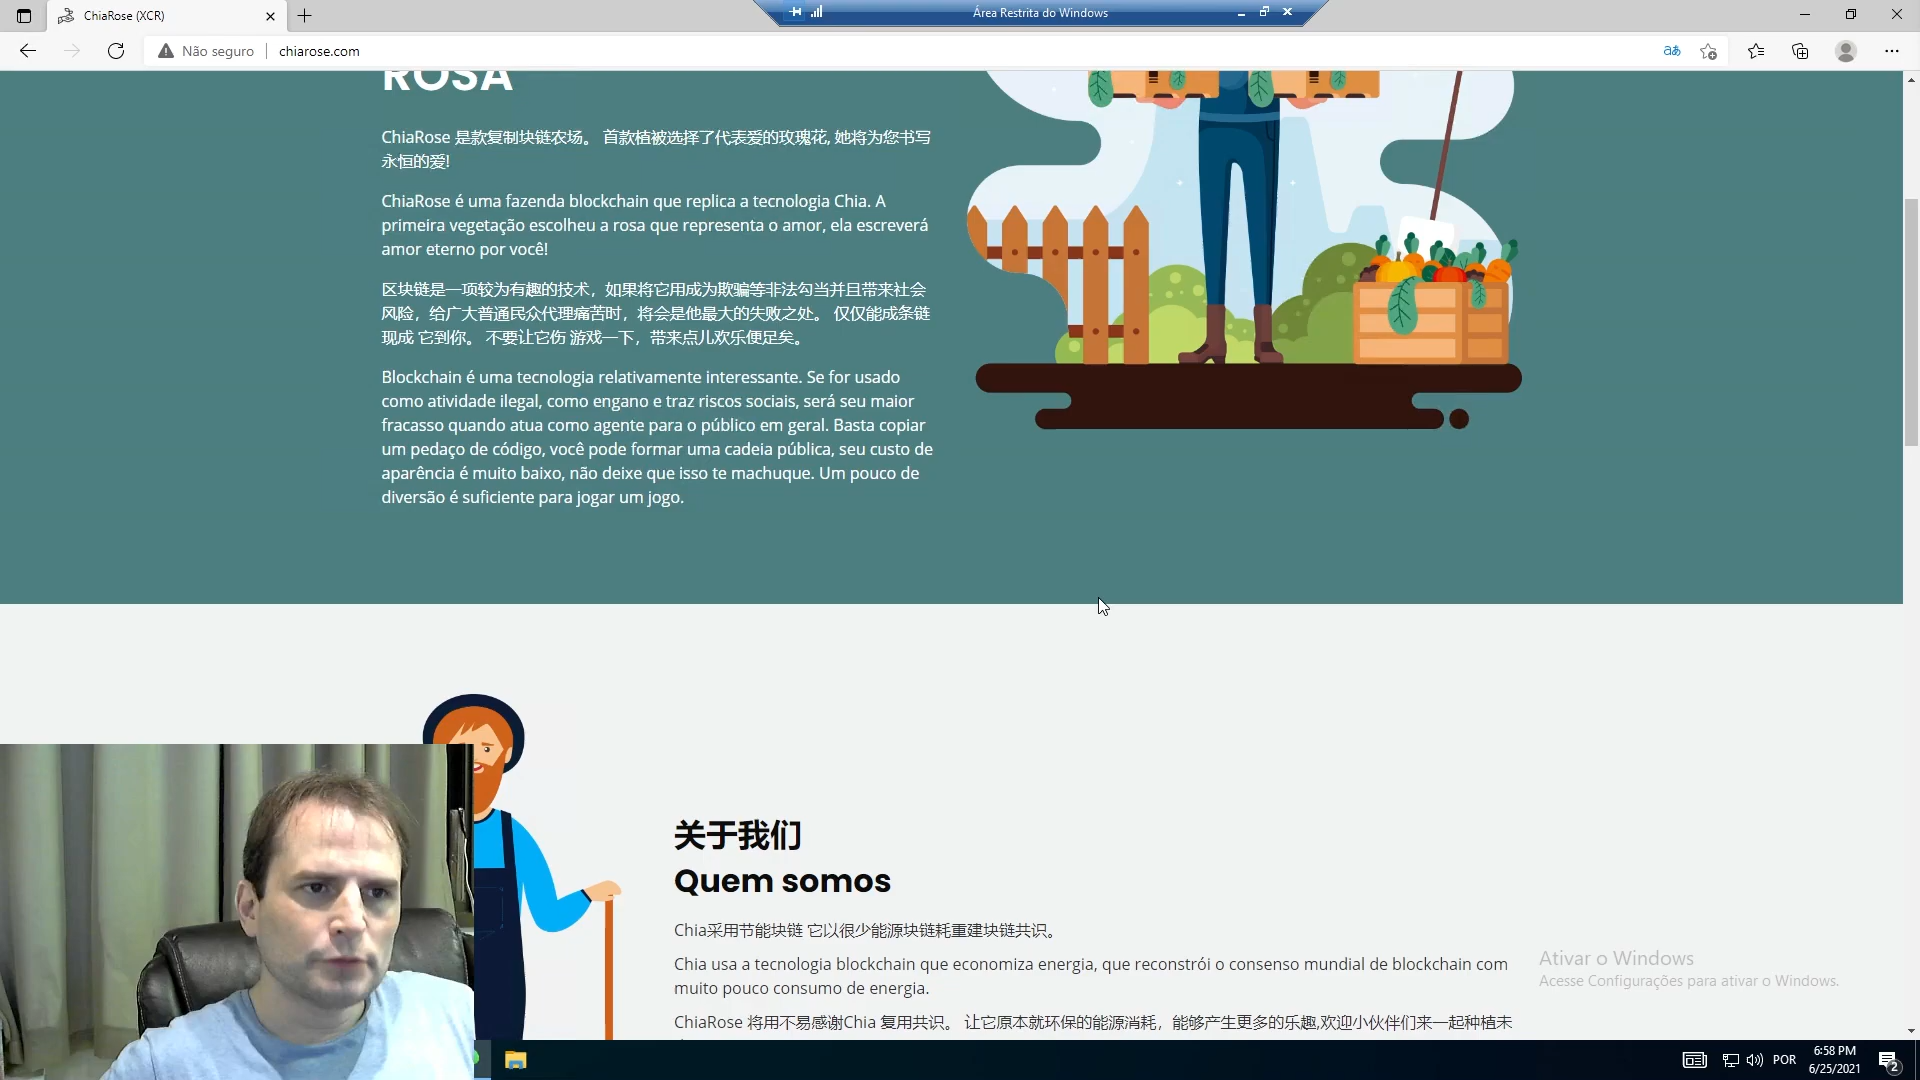 ChiaRose (XCR)
Área Restrita do Windows
Não seguro
chiarose.com
ROSA
ChiaRose 是款复制块链农场。 首款植被选择了代表爱的玫瑰花, 她将为您书写
永恒的爱!
ChiaRose é uma fazenda blockchain que replica a tecnologia Chia. A
primeira vegetação escolheu a rosa que representa o amor, ela escreverá
amor eterno por você!
区块链是一项较为有趣的技术，如果将它用成为欺骗等非法勾当并且带来社会
风险，给广大普通民众代理痛苦时，将会是他最大的失败之处。 仅仅能成条链
现成 它到你。 不要让它伤 游戏一下，带来点儿欢乐便足矣。
Blockchain é uma tecnologia relativamente interessante. Se for usado
como atividade ilegal, como engano e traz riscos sociais, será seu maior
fracasso quando atua como agente para o público em geral. Basta copiar
um pedaço de código, você pode formar uma cadeia pública, seu custo de
aparência é muito baixo, não deixe que isso te machuque. Um pouco de
diversão é suficiente para jogar um jogo.
关于我们
Quem somos
Chia采用节能块链 它以很少能源块链耗重建块链共识。
Chia usa a tecnologia blockchain que economiza energia, que reconstrói o consenso mundial de blockchain com
muito pouco consumo de energia.
ChiaRose 将用不易感谢Chia 复用共识。 让它原本就环保的能源消耗，能够产生更多的乐趣,欢迎小伙伴们来一起种植未
Ativar o Windows
Acesse Configurações para ativar o Windows.
POR
6:58 PM
6/25/2021
2